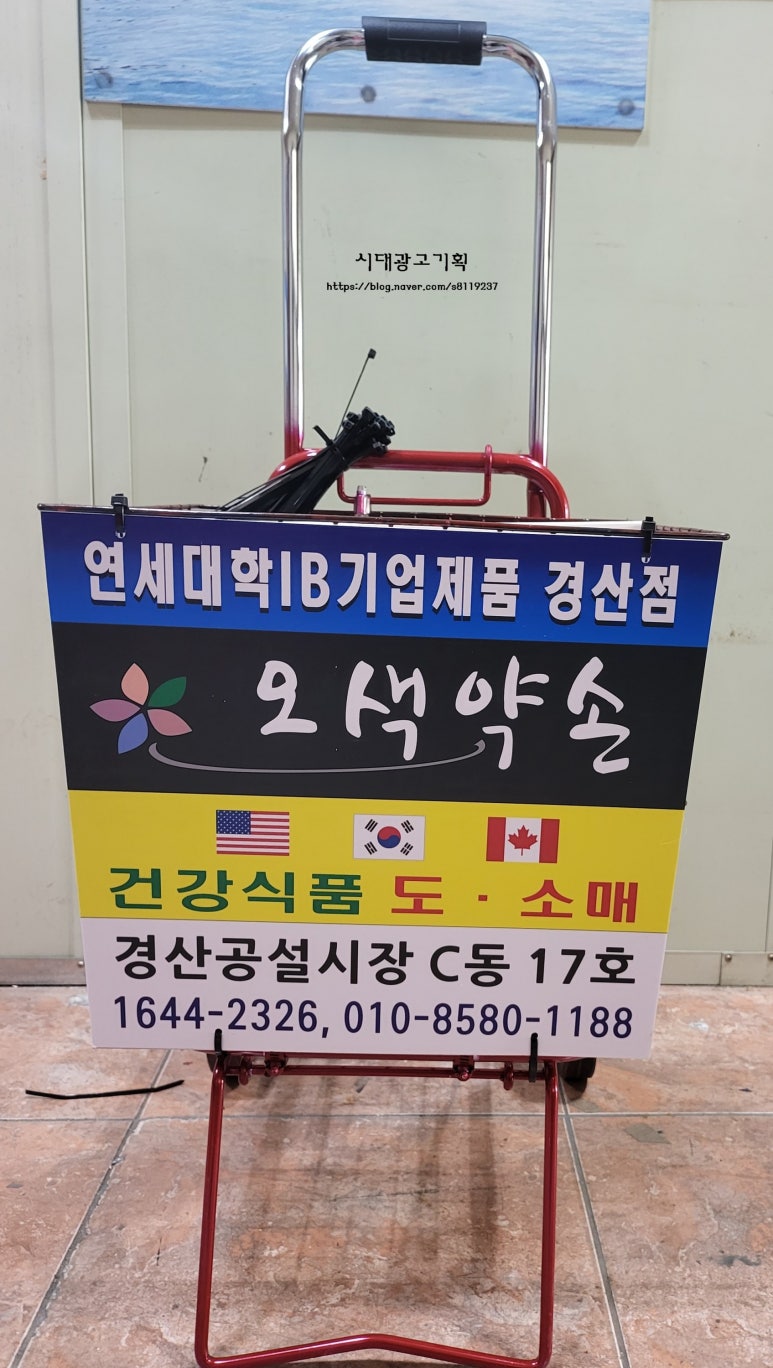 시대광고기획
https://blog.naver.com/s8119237
연세대학IB기업제품 경산점
오색약손
건강식품 도·소매
경산공설시장 C동 17호
1644-2326, 010-8580-1188